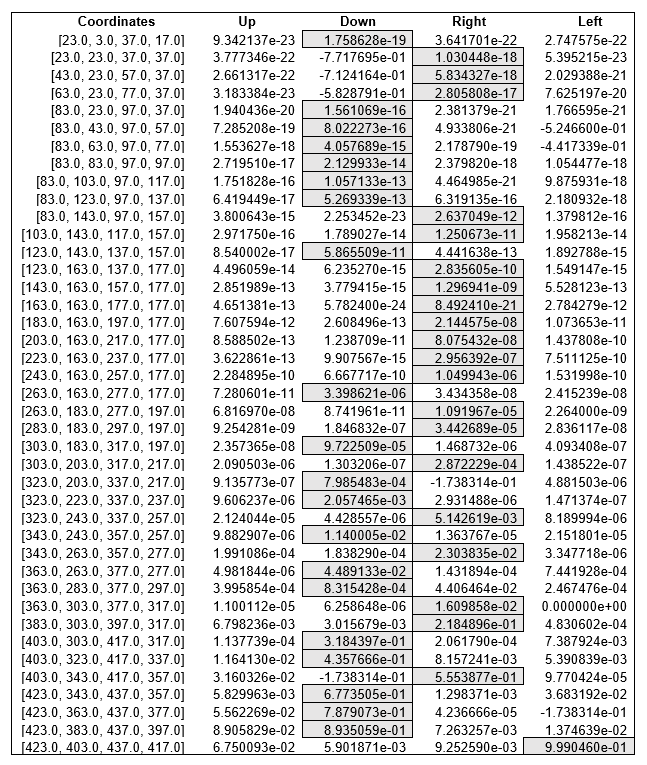 Coordinates Up Down Right Left
[23.0, 3.0, 37.0, 17.0] 9.342137e-23 1.758628e-19 3.641701e-22 2.747575e-22
[23.0, 23.0, 37.0, 37.0] 3.777346e-22 -7.717695e-01 1.030448e-18 5.395215e-23
[43.0, 23.0, 57.0, 37.0] 2.661317e-22 -7.124164e-01 5.834327e-18 2.029388e-21
[63.0, 23.0, 77.0, 37.0] 3.183384e-23 -5.828791e-01 2.805808e-17 7.625197e-20
[83.0, 23.0, 97.0, 37.0] 1.940436e-20 1.561069e-16 2.381379e-21 1.766595e-21
[83.0, 43.0, 97.0, 57.0] 7.285208e-19 8.022273e-16 4.933806e-21 -5.246600e-01
[83.0, 63.0, 97.0, 77.0] 1.553627e-18 4.057689e-15 2.178790e-19 -4.417339e-01
[83.0, 83.0, 97.0, 97.0] 2.719510e-17 2.129933e-14 2.379820e-18 1.054477e-18
[83.0, 103.0, 97.0, 117.0] 1.751828e-16 1.057133e-13 4.464985e-21 9.875931e-18
[83.0, 123.0, 97.0, 137.0] 6.419449e-17 5.269339e-13 6.319135e-16 2.180932e-18
[83.0, 143.0, 97.0, 157.0] 3.800643e-15 2.253452e-23 2.637049e-12 1.379812e-16
[103.0, 143.0, 117.0, 157.0] 2.971750e-16 1.789027e-14 1.250673e-11 1.958213e-14
[123.0, 143.0, 137.0, 157.0] 8.540002e-17 5.865509e-11 4.441638e-13 1.892788e-15
[123.0, 163.0, 137.0, 177.0] 4.496059e-14 6.235270e-15 2.835605e-10 1.549147e-15
[143.0, 163.0, 157.0, 177.0] 2.851989e-13 3.779415e-15 1.296941e-09 5.528123e-13
[163.0, 163.0, 177.0, 177.0] 4.651381e-13 5.782400e-24 8.492410e-21 2.784279e-12
[183.0, 163.0, 197.0, 177.0] 7.607594e-12 2.608496e-13 2.144575e-08 1.073653e-11
[203.0, 163.0, 217.0, 177.0] 8.588502e-13 1.238709e-11 8.075432e-08 1.437808e-10
[223.0, 163.0, 237.0, 177.0] 3.622861e-13 9.907567e-15 2.956392e-07 7.511125e-10
[243.0, 163.0, 257.0, 177.0] 2.284895e-10 6.667717e-10 1.049943e-06 1.531998e-10
[263.0, 163.0, 277.0, 177.0] 7.280601e-11 3.398621e-06 3.434358e-08 2.415239e-08
[263.0, 183.0, 277.0, 197.0] 6.816970e-08 8.741961e-11 1.091967e-05 2.264000e-09
[283.0, 183.0, 297.0, 197.0] 9.254281e-09 1.846832e-07 3.442685e-05 2.836117e-08
[303.0, 183.0, 317.0, 197.0] 2.357365e-08 9.722509e-05 1.468732e-06 4.093408e-07
[303.0, 203.0, 317.0, 217.0] 2.090503e-06 1.303206e-07 2.872229e-04 1.438522e-07
[323.0, 203.0, 337.0, 217.0] 9.135773e-07 7.985483e-04 -1.738314e-01 4.881503e-06
[323.0, 223.0, 337.0, 237.0] 9.606237e-06 2.057465e-03 2.931488e-06 1.471374e-07
[323.0, 243.0, 337.0, 257.0] 2.124044e-05 4.428557e-06 5.142619e-03 8.189994e-06
[343.0, 243.0, 357.0, 257.0] 9.882907e-06 1.140005e-02 1.363767e-05 2.151801e-05
[343.0, 263.0, 357.0, 277.0] 1.991086e-04 1.838290e-04 2.303835e-02 3.347718e-06
[363.0, 263.0, 377.0, 277.0] 4.981844e-06 4.489133e-02 1.431894e-04 7.441928e-04
[363.0, 283.0, 377.0, 297.0] 3.995854e-04 8.315428e-04 4.406464e-02 2.467476e-04
[363.0, 303.0, 377.0, 317.0] 1.100112e-05 6.258648e-06 1.609858e-02 0.000000e+00
[383.0, 303.0, 397.0, 317.0] 6.798236e-03 3.015679e-03 2.184896e-01 4.830602e-04
[403.0, 303.0, 417.0, 317.0] 1.137739e-04 3.184397e-01 2.061790e-04 7.387924e-03
[403.0, 323.0, 417.0, 337.0] 1.164130e-02 4.357666e-01 8.157241e-03 5.390839e-03
[403.0, 343.0, 417.0, 357.0] 3.160326e-02 -1.738314e-01 5.553877e-01 9.770424e-05
[423.0, 343.0, 437.0, 357.0] 5.829963e-03 6.773505e-01 1.298371e-03 3.683192e-02
[423.0, 363.0, 437.0, 377.0] 5.562269e-02 7.879073e-01 4.236666e-05 -1.738314e-01
[423.0, 383.0, 437.0, 397.0] 8.905829e-02 8.935059e-01 7.263257e-03 1.374639e-02
[423.0, 403.0, 437.0, 417.0] 6.750093e-02 5.901871e-03 9.252590e-03 9.990460e-01